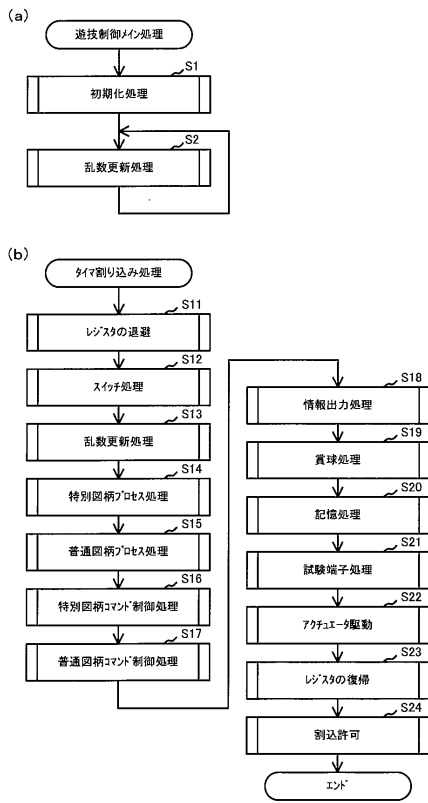 (a)
遊技制御メイン処理
S1
初期化処理
S2
乱数更新処理
(b)
タイマ割り込み処理
S11
レジスタの退避
S12
スイッチ処理
S13
乱数更新処理
S14
特別図柄プロセス処理
S15
普通図柄プロセス処理
S16
特別図柄コマンド制御処理
S17
普通図柄コマンド制御処理
S18
情報出力処理
S19
賞球処理
S20
記憶処理
S21
試験端子処理
S22
アクチュエータ駆動
S23
レジスタの復帰
S24
割込許可
エンド